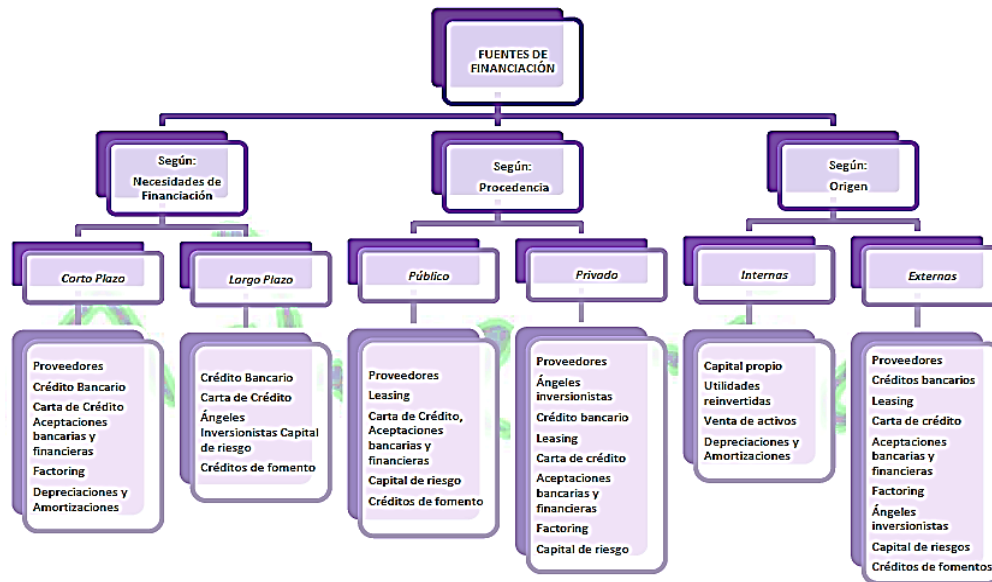 FUENTES DE
FINANCIACIÓN
Según:
Necesidades de
Financiación
Según:
Procedencia
Según:
Origen
Corto Plazo
Largo Plazo
Público
Privado
Internas
Externas
Proveedores
Crédito Bancario
Carta de Crédito
Aceptaciones
bancarias y
financieras
Factoring
Depreciaciones y
Amortizaciones
Crédito Bancario
Carta de Crédito
Ángeles
Inversionistas Capital
de riesgo
Créditos de fomento
Proveedores
Leasing
Carta de Crédito,
Aceptaciones
bancarias y
financieras
Capital de riesgo
Créditos de fomento
Proveedores
Ángeles
inversionistas
Crédito bancario
Leasing
Carta de crédito
Aceptaciones
bancarias y
financieras
Factoring
Capital de riesgo
Capital propio
Utilidades
reinvertidas
Venta de activos
Depreciaciones y
Amortizaciones
Proveedores
Créditos bancarios
Leasing
Carta de crédito
Aceptaciones
bancarias y
financieras
Factoring
Ángeles
inversionistas
Capital de riesgos
Créditos de fomentos